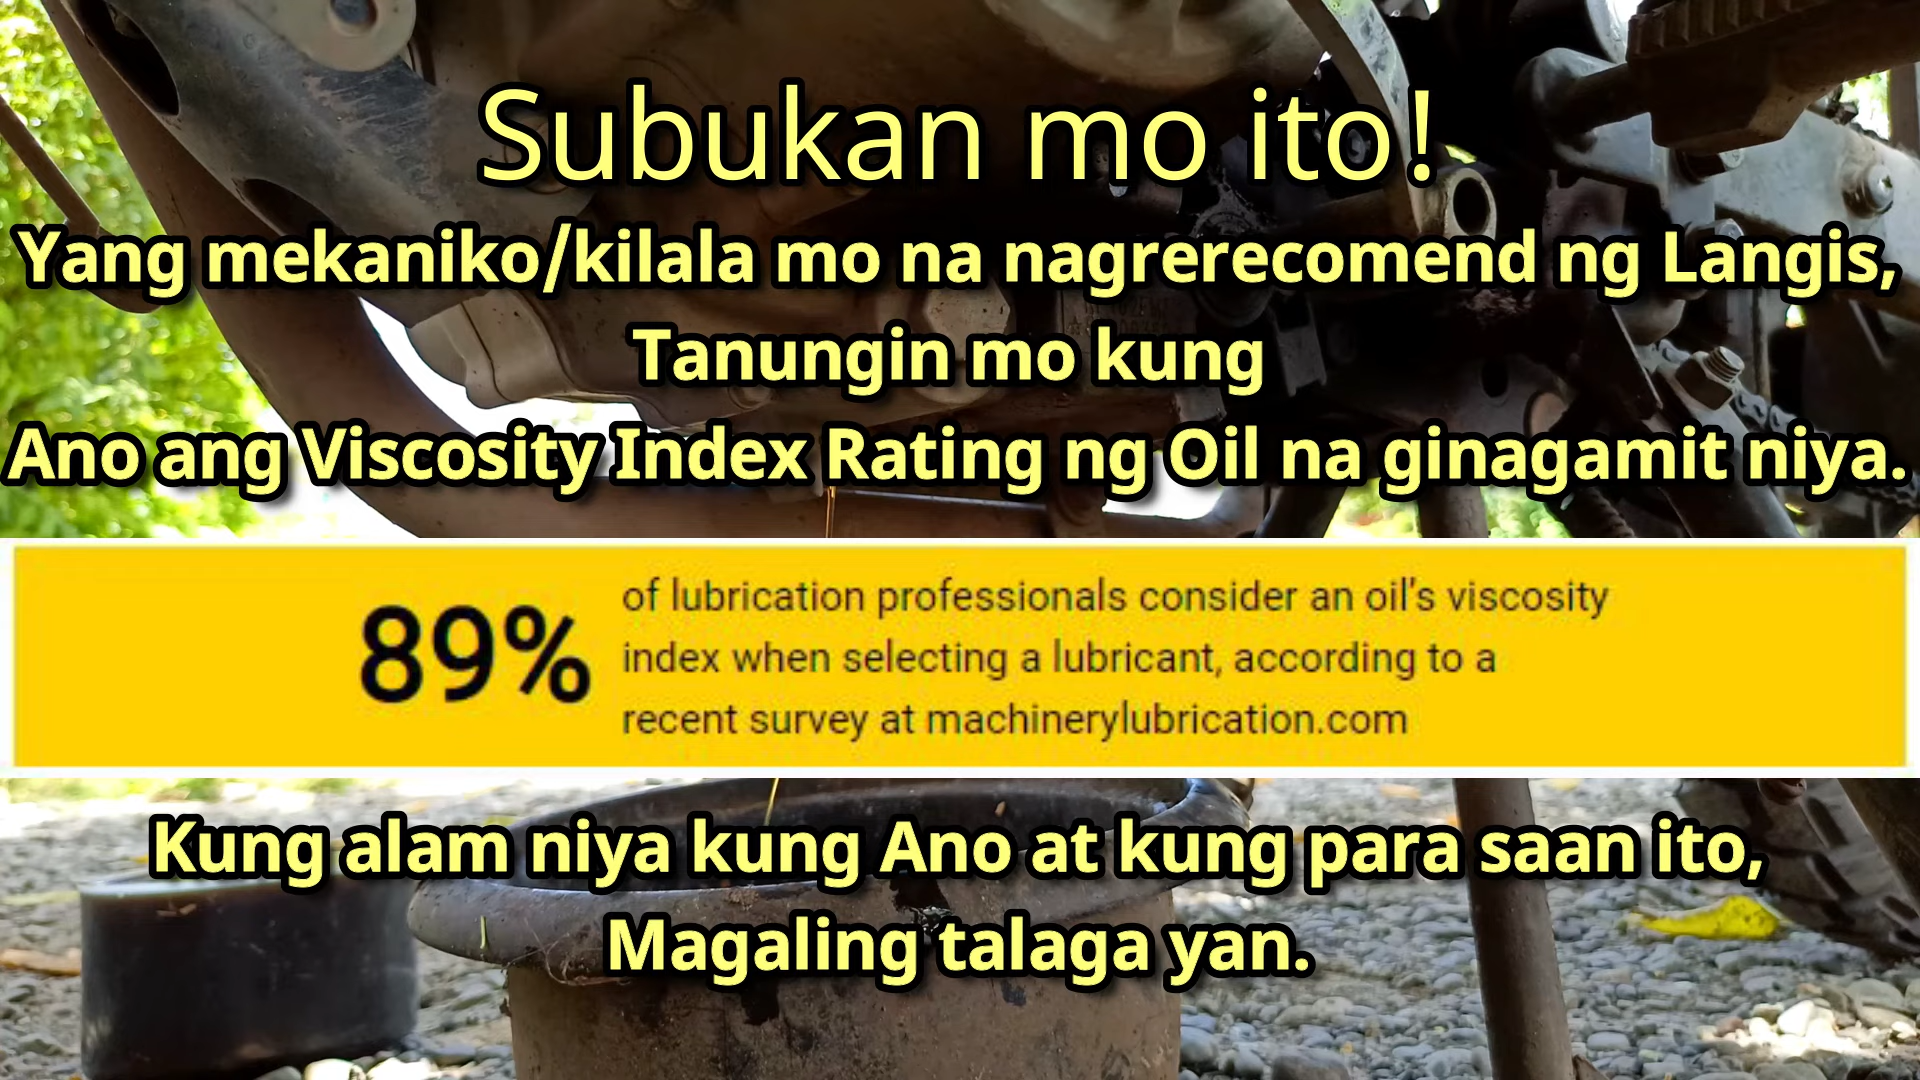 Subukan mo ito!
Yang mekaniko/kilala mo na nagrerecomend ng Langis,
Tanungin mo kung
Ano ang Viscosity Index Rating ng Oil na ginagamit niya.
89%
of lubrication professionals consider an oil's viscosity
index when selecting a lubricant, according to a
recent survey at machinerylubrication.com
Kung alam niya kung Ano at kung para saan ito,
Magaling talaga yan.